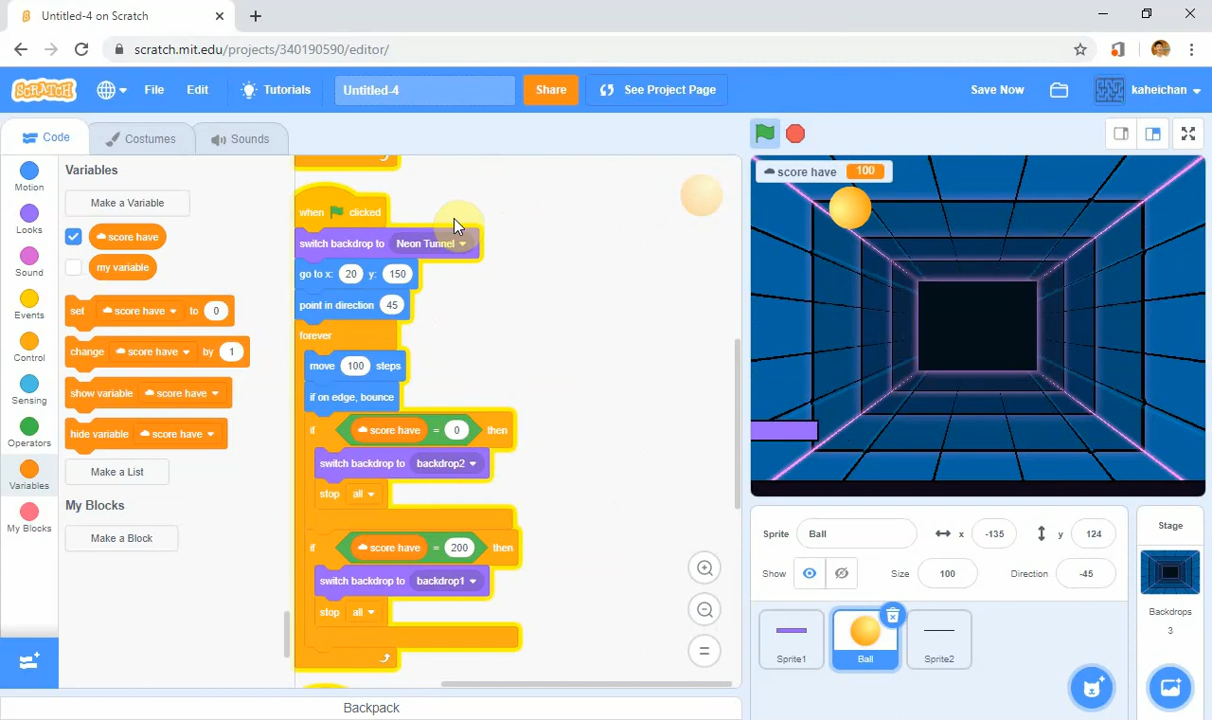 Untitled-4 on Scratch
scratch.mit.edu/projects/340190590/editor/
SCRATCH
File
Edit
Tutorials
Untitled-4
Share
See Project Page
Save Now
kaheichan
Code
Costumes
Sounds
Motion
Looks
Sound
Events
Control
Sensing
Operators
Variables
My Blocks
Variables
Make a Variable
score have
my variable
set score have to 0
change score have by 1
show variable score have
hide variable score have
Make a List
My Blocks
Make a Block
when clicked
switch backdrop to Neon Tunnel
go to x: 20 y: 150
point in direction 45
forever
move 100 steps
if on edge, bounce
if score have = 0 then
switch backdrop to backdrop2
stop all
if score have = 200 then
switch backdrop to backdrop1
stop all
Backpack
score have 100
Sprite Ball x -135 y 124
Show Size 100 Direction -45
Sprite1
Ball
Sprite2
Stage
Backdrops
3